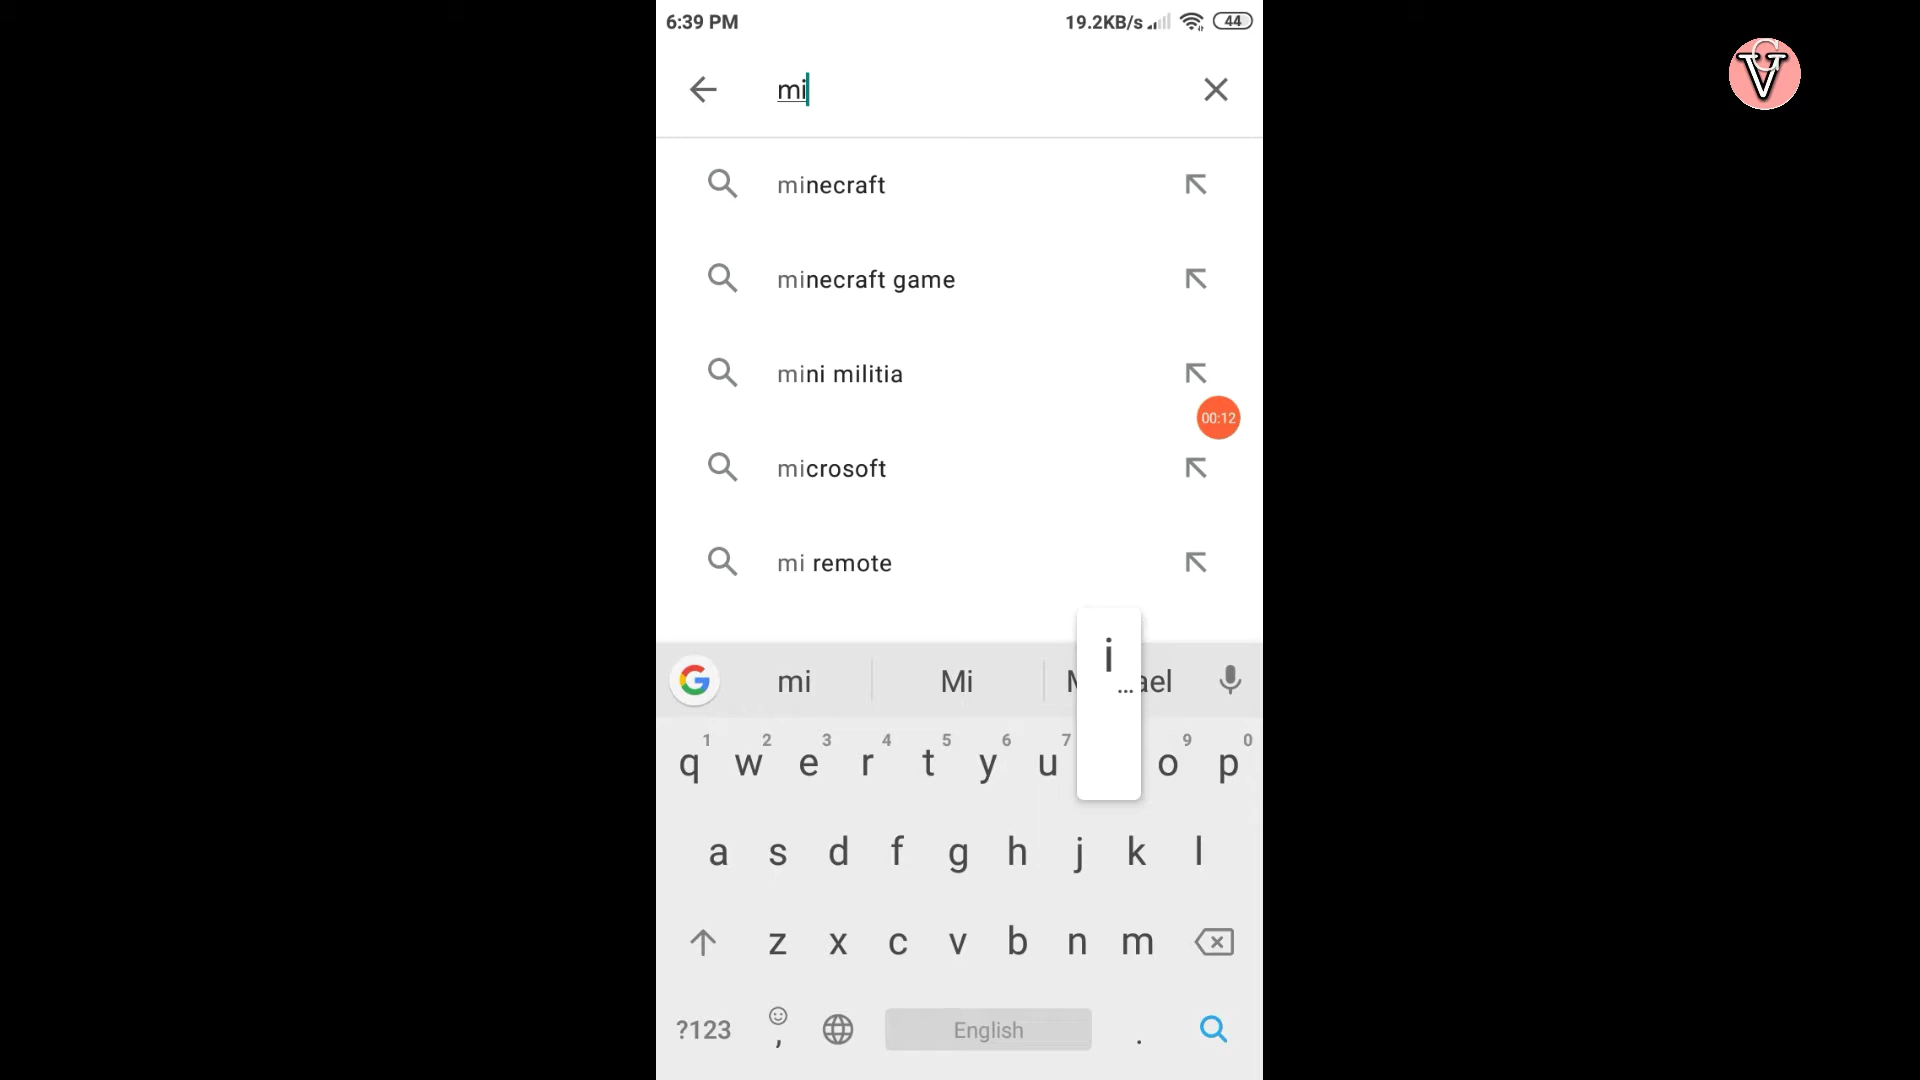 6:39 PM 19.2KB/s 44
mi
minecraft
minecraft game
mini militia
00:12
microsoft
mi remote
i
...
mi Mi
1 2 3 4 5 6 7 9 0
q w e r t y u o p
a s d f g h j k l
z x c v b n m
?123 , English .